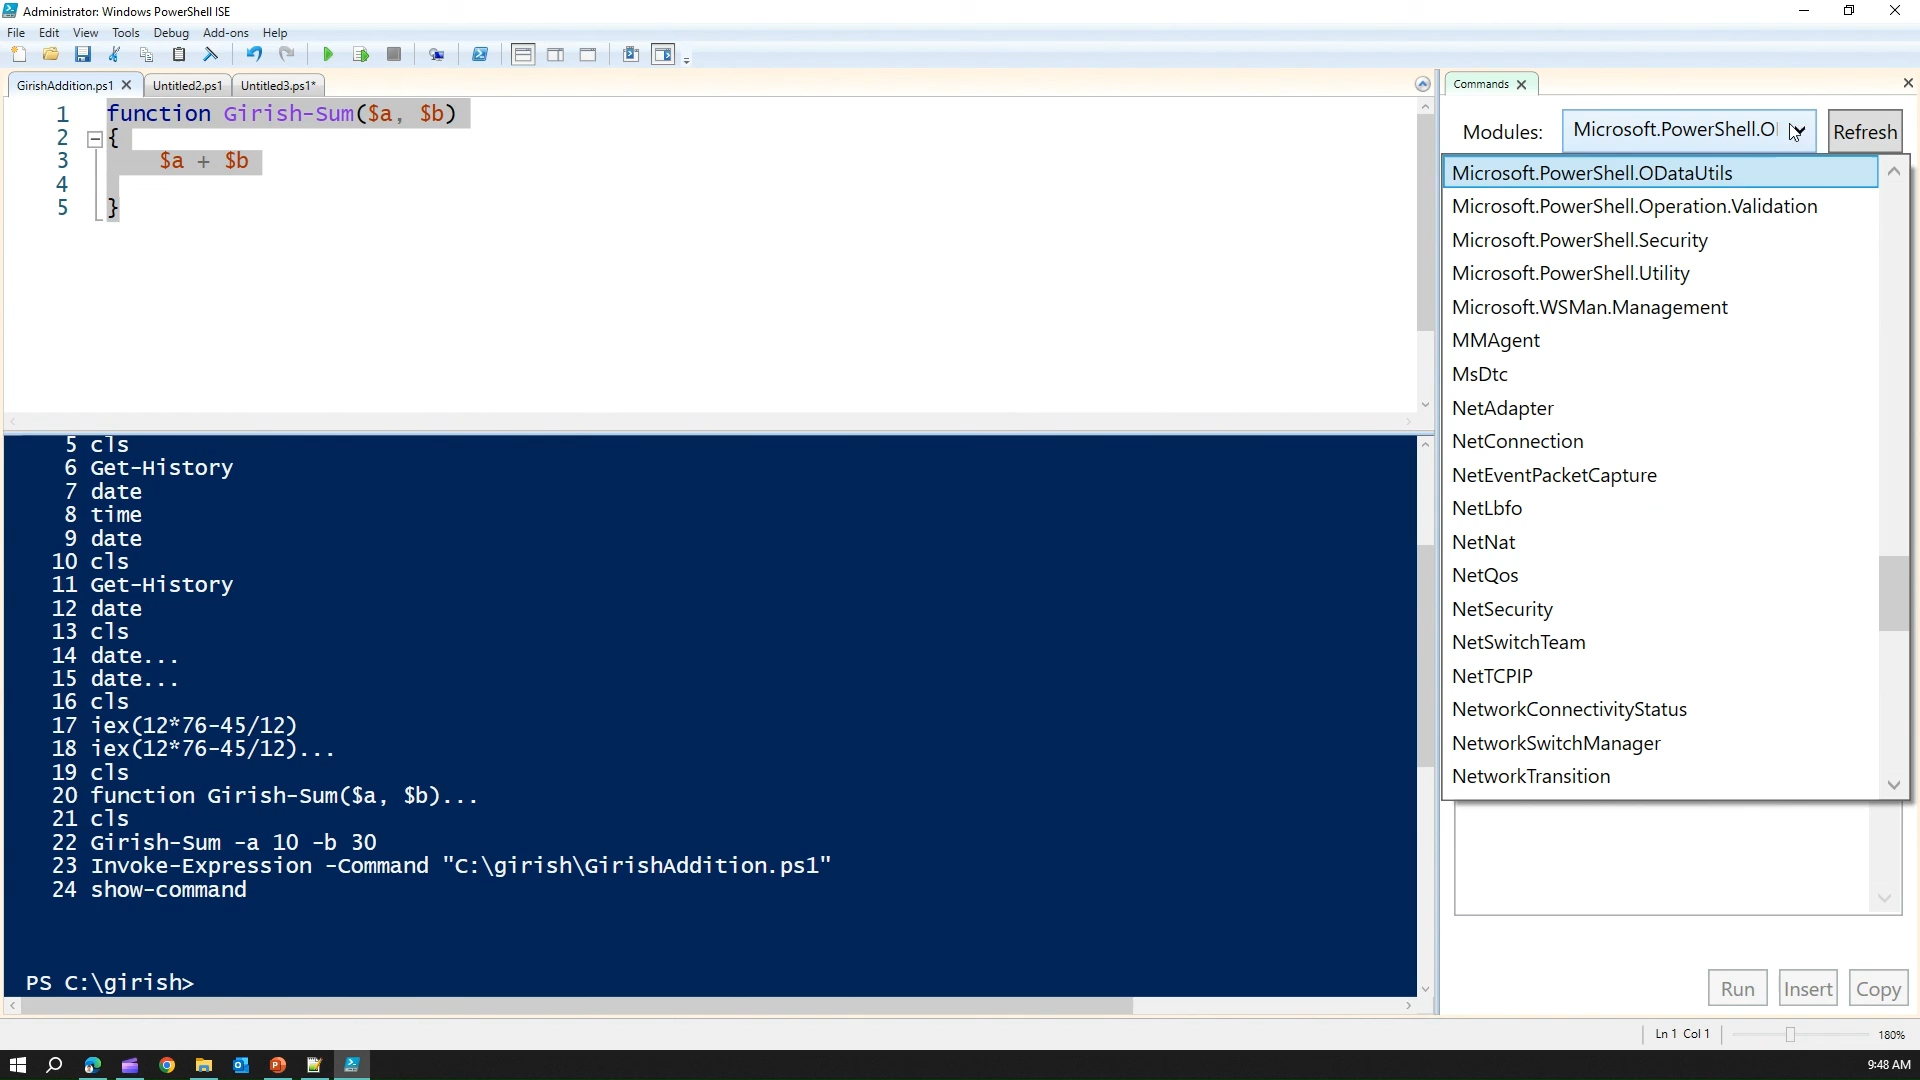 Administrator: Windows PowerShell ISE
File Edit View Tools Debug Add-ons Help
GirishAddition.ps1
Untitled2.ps1
Untitled3.ps1*
1 function Girish-Sum($a, $b)
2 {
3 $a + $b
4
5 }
5 cls
6 Get-History
7 date
8 time
9 date
10 cls
11 Get-History
12 date
13 cls
14 date...
15 date...
16 cls
17 iex(12*76-45/12)
18 iex(12*76-45/12)...
19 cls
20 function Girish-Sum($a, $b)...
21 cls
22 Girish-Sum -a 10 -b 30
23 Invoke-Expression -Command "C:\girish\GirishAddition.ps1"
24 show-command
PS C:\girish>
Commands
Modules: Microsoft.PowerShell.O Refresh
Microsoft.PowerShell.ODataUtils
Microsoft.PowerShell.Operation.Validation
Microsoft.PowerShell.Security
Microsoft.PowerShell.Utility
Microsoft.WSMan.Management
MMAgent
MsDtc
NetAdapter
NetConnection
NetEventPacketCapture
NetLbfo
NetNat
NetQos
NetSecurity
NetSwitchTeam
NetTCPIP
NetworkConnectivityStatus
NetworkSwitchManager
NetworkTransition
Run Insert Copy
Ln 1 Col 1 180%
9:48 AM